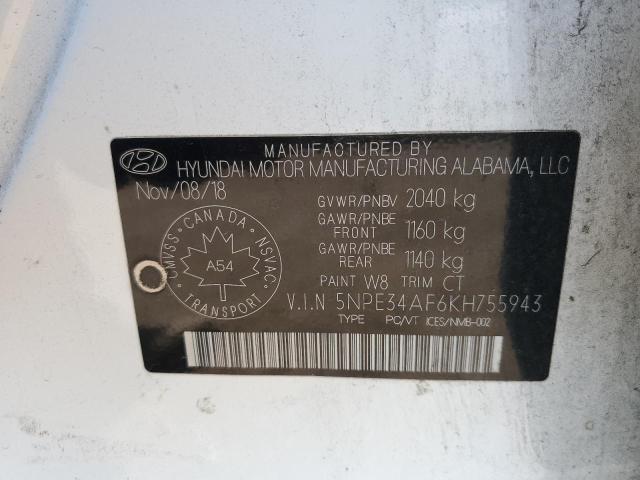 MANUFACTURED BY
HYUNDAI MOTOR MANUFACTURING ALABAMA, LLC
Nov/08/18
GVWR/PNBV 2040 kg
GAWR/PNBE FRONT 1160 kg
GAWR/PNBE REAR 1140 kg
PAINT W8 TRIM CT
CANADA
CMVSS NSVAC
A54
TRANSPORT
V.I.N 5NPE34AF6KH755943
TYPE PC/VT ICES/NMB-002